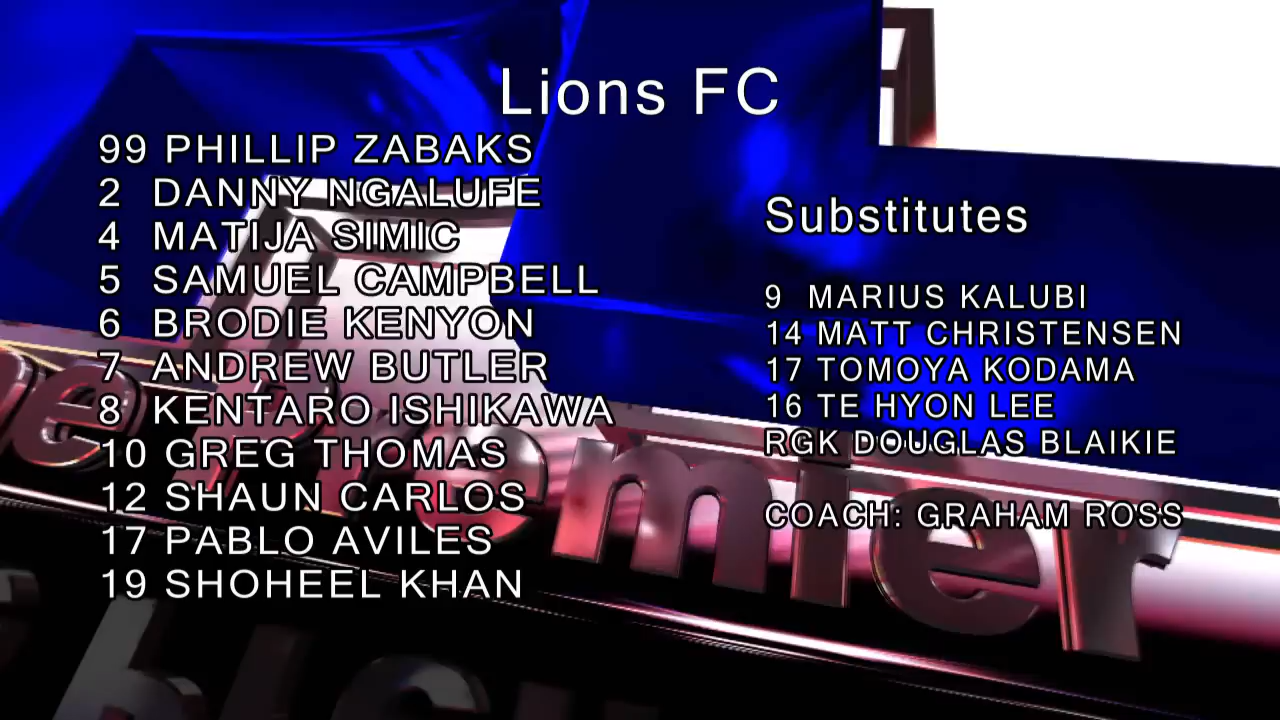 Lions FC
99 PHILLIP ZABAKS
2 DANNY NGALUFE
4 MATIJA SIMIC
5 SAMUEL CAMPBELL
6 BRODIE KENYON
7 ANDREW BUTLER
8 KENTARO ISHIKAWA
10 GREG THOMAS
12 SHAUN CARLOS
17 PABLO AVILES
19 SHOHEEL KHAN
Substitutes
9 MARIUS KALUBI
14 MATT CHRISTENSEN
17 TOMOYA KODAMA
16 TE HYON LEE
RGK DOUGLAS BLAIKIE
COACH: GRAHAM ROSS
Premier